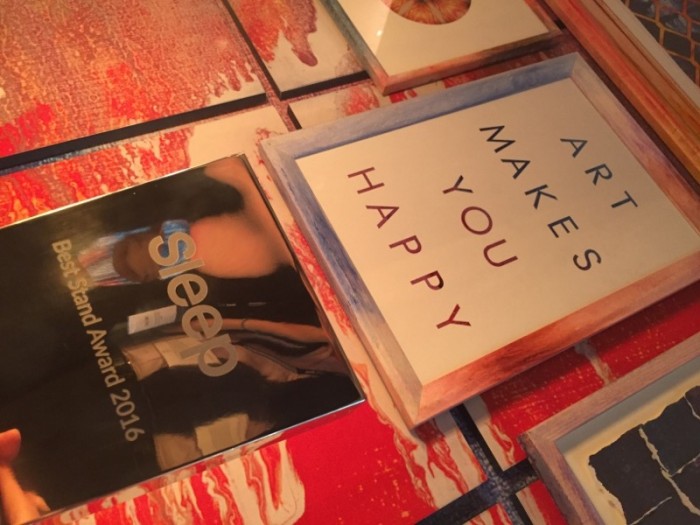 ART
MAKES
YOU
HAPPY
sleep
Best Stand Award 2016